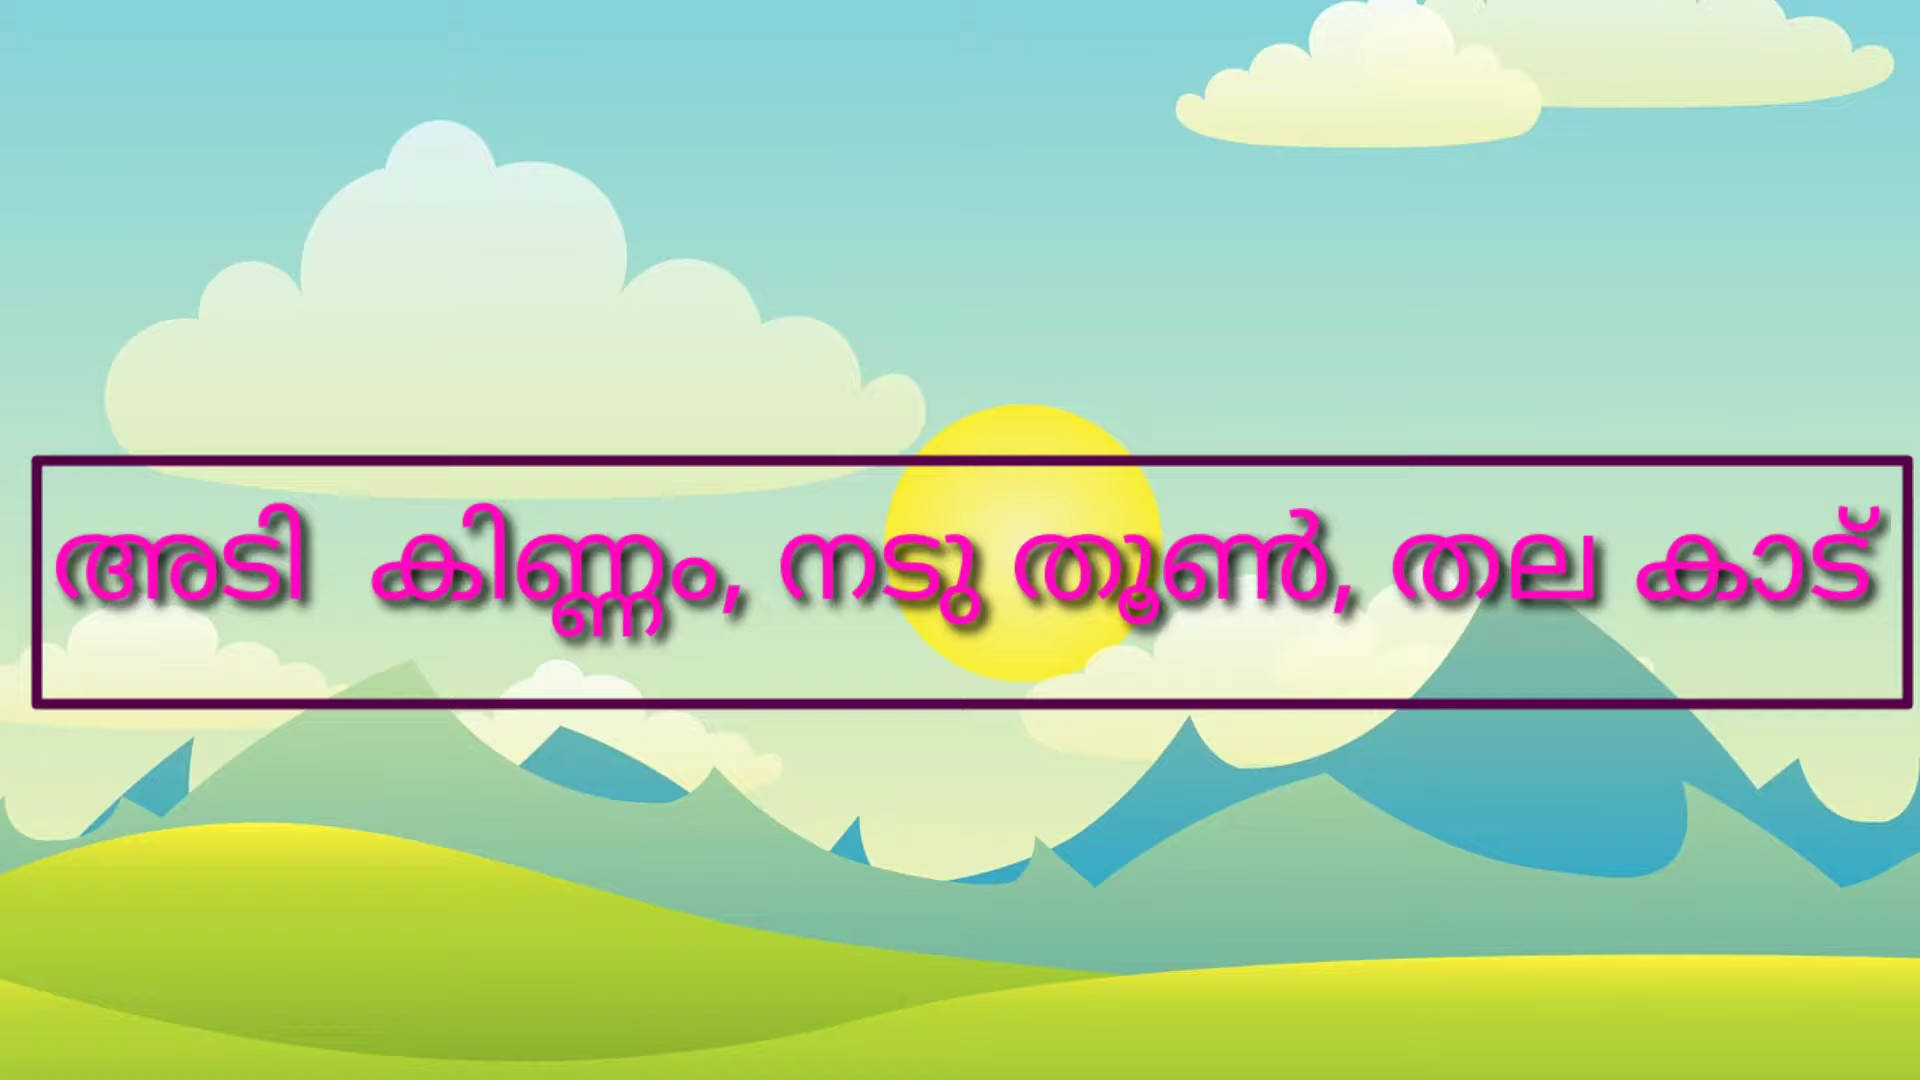 അടി കിണ്ണം, നടു തൂൺ, തല കാട്